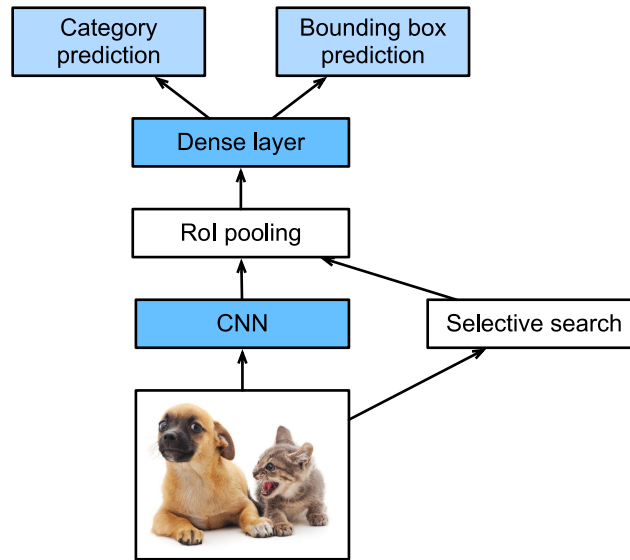 Category
prediction
Bounding box
prediction
Dense layer
RoI pooling
CNN
Selective search